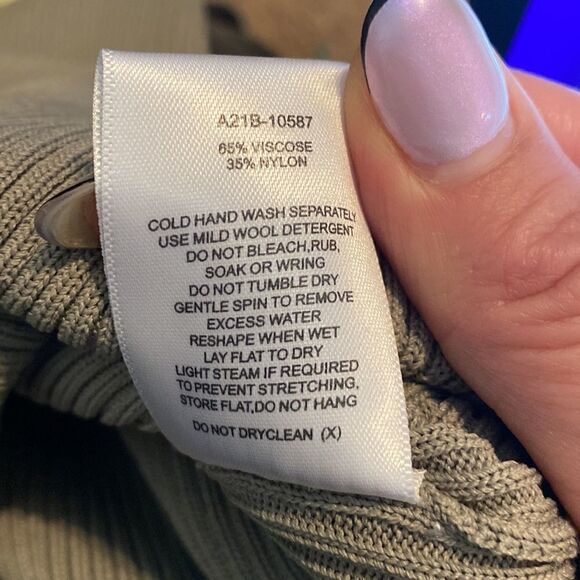 A21B-10587
65% VISCOSE
35% NYLON
COLD HAND WASH SEPARATELY
USE MILD WOOL DETERGENT
DO NOT BLEACH,RUB,
SOAK OR WRING
DO NOT TUMBLE DRY
GENTLE SPIN TO REMOVE
EXCESS WATER
RESHAPE WHEN WET
LAY FLAT TO DRY
LIGHT STEAM IF REQUIRED
TO PREVENT STRETCHING,
STORE FLAT,DO NOT HANG
DO NOT DRYCLEAN (X)